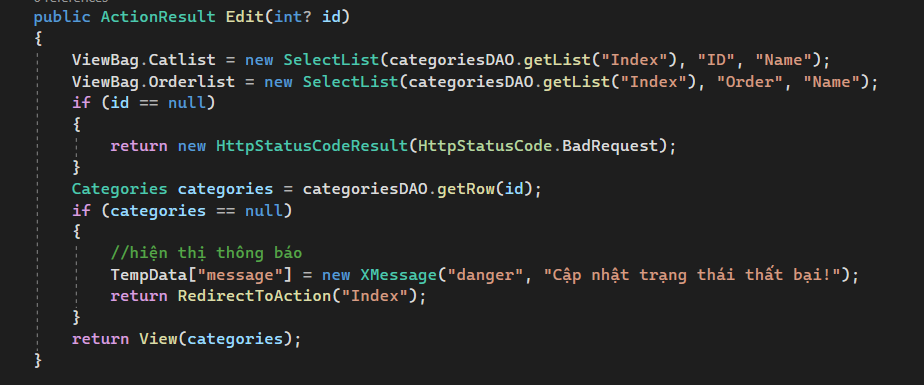 0 references
public ActionResult Edit(int? id)
{
    ViewBag.Catlist = new SelectList(categoriesDAO.getList("Index"), "ID", "Name");
    ViewBag.Orderlist = new SelectList(categoriesDAO.getList("Index"), "Order", "Name");
    if (id == null)
    {
        return new HttpStatusCodeResult(HttpStatusCode.BadRequest);
    }
    Categories categories = categoriesDAO.getRow(id);
    if (categories == null)
    {
        //hiện thị thông báo
        TempData["message"] = new XMessage("danger", "Cập nhật trạng thái thất bại!");
        return RedirectToAction("Index");
    }
    return View(categories);
}